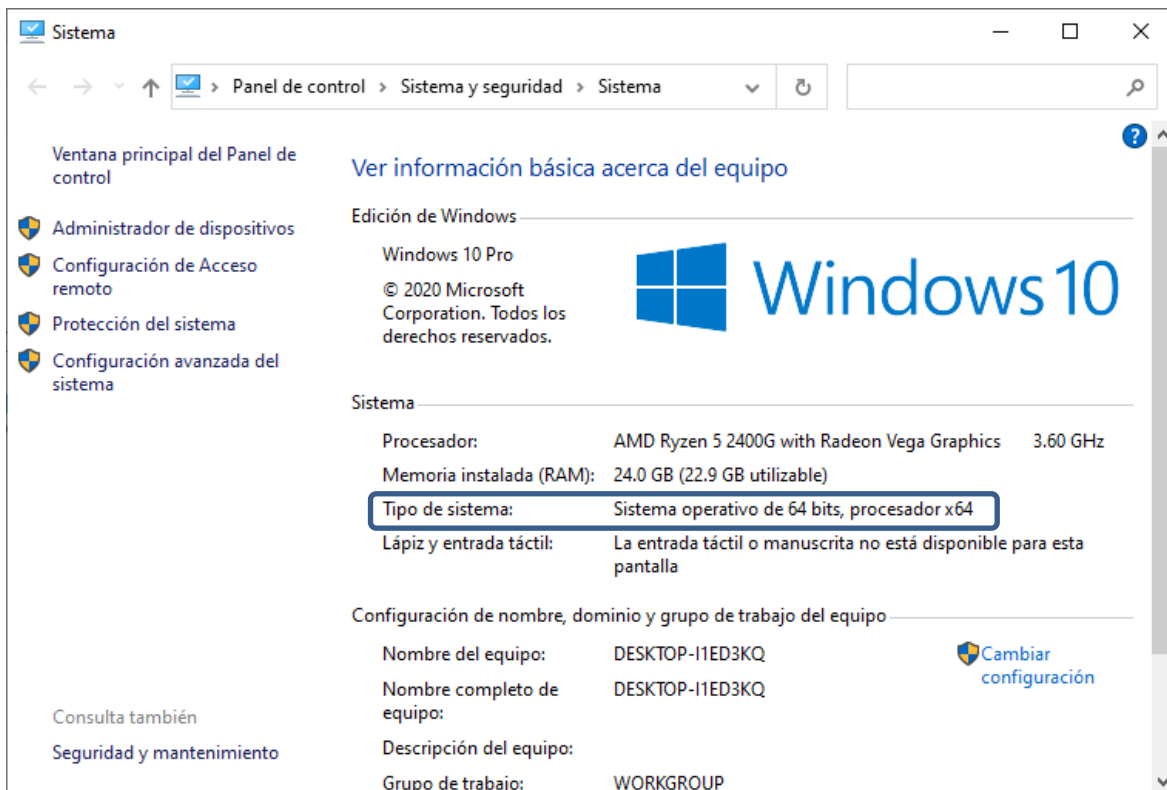 Sistema
Panel de control › Sistema y seguridad › Sistema
Ventana principal del Panel de
control
Administrador de dispositivos
Configuración de Acceso
remoto
Protección del sistema
Configuración avanzada del
sistema
Consulta también
Seguridad y mantenimiento
?
Ver información básica acerca del equipo
Edición de Windows
Windows 10 Pro
© 2020 Microsoft
Corporation. Todos los
derechos reservados.
Windows 10
Sistema
Procesador: AMD Ryzen 5 2400G with Radeon Vega Graphics 3.60 GHz
Memoria instalada (RAM): 24.0 GB (22.9 GB utilizable)
Tipo de sistema: Sistema operativo de 64 bits, procesador x64
Lápiz y entrada táctil: La entrada táctil o manuscrita no está disponible para esta
pantalla
Configuración de nombre, dominio y grupo de trabajo del equipo
Nombre del equipo: DESKTOP-I1ED3KQ
Cambiar
configuración
Nombre completo de
equipo: DESKTOP-I1ED3KQ
Descripción del equipo:
Grupo de trabajo: WORKGROUP